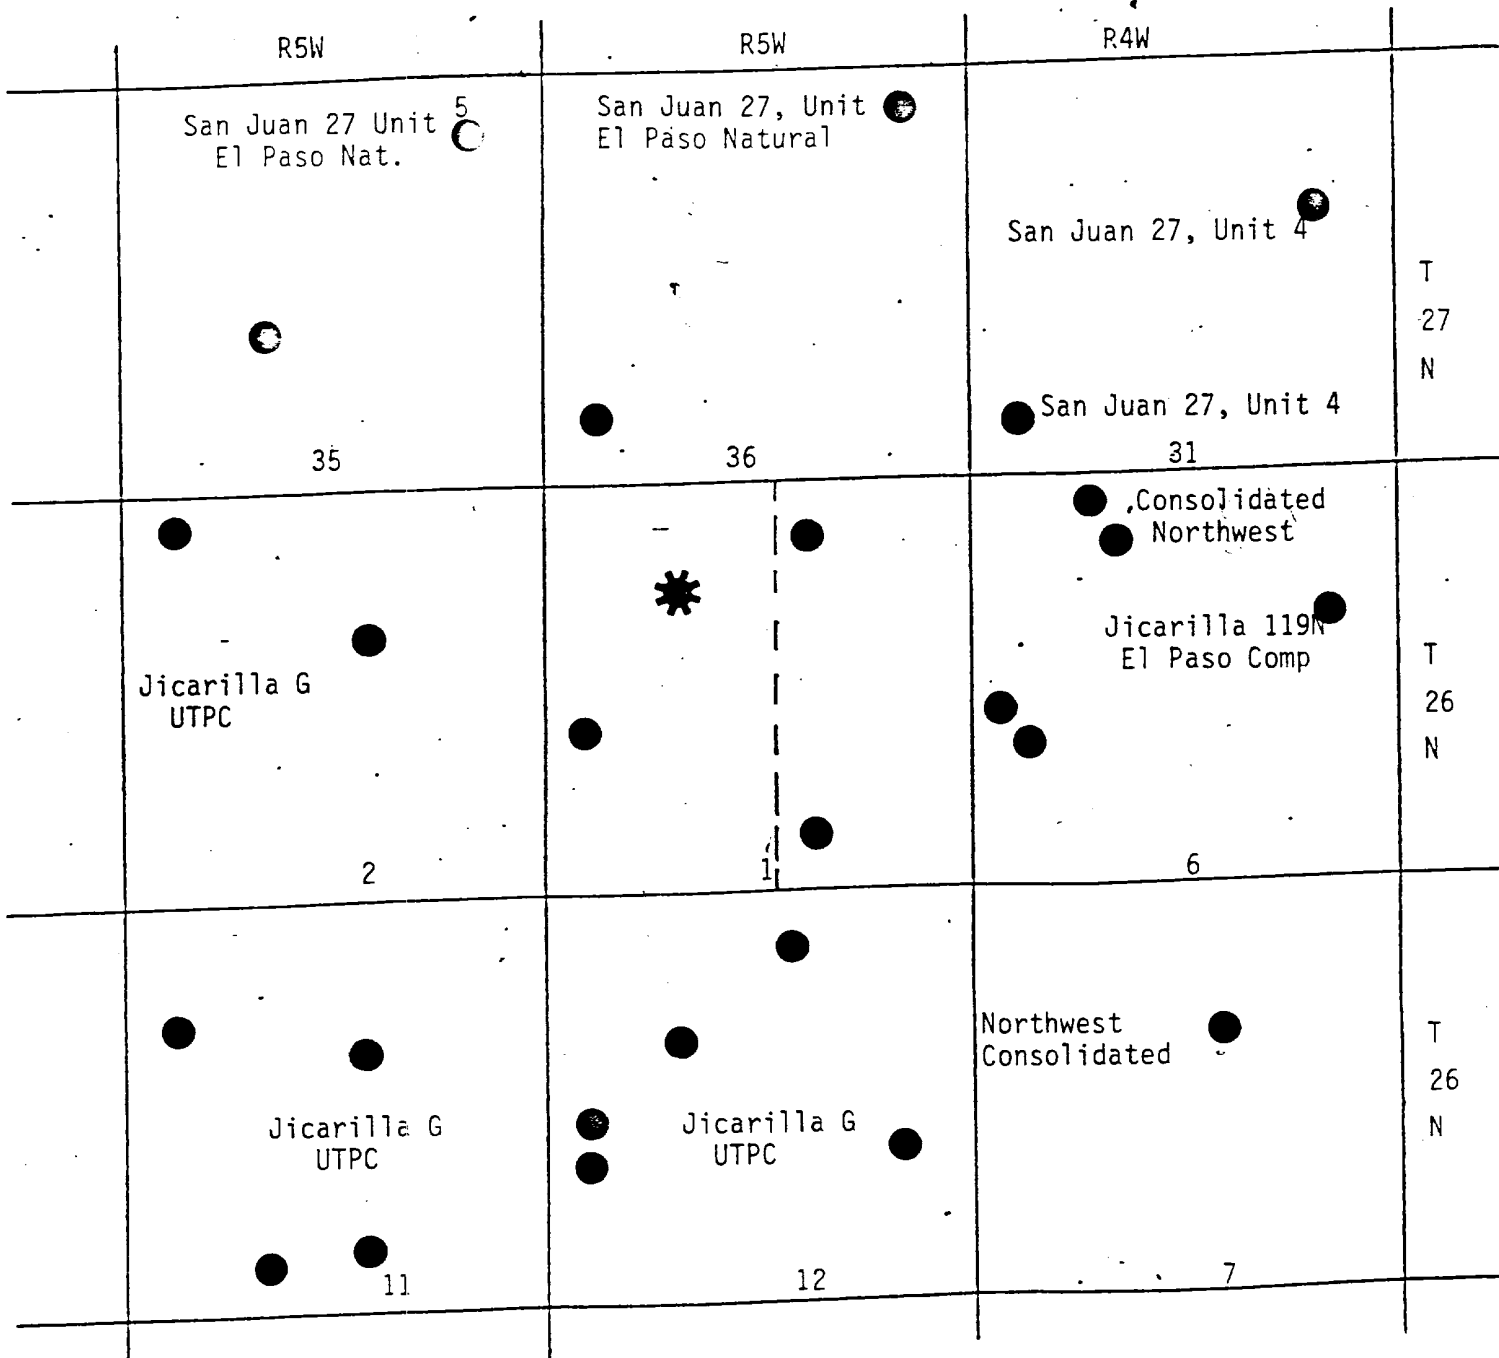 R5W
R5W
R4W
San Juan 27 Unit 5
El Paso Nat.
San Juan 27, Unit
El Paso Natural
San Juan 27, Unit 4
T
27
N
San Juan 27, Unit 4
35
36
31
Consolidated
Northwest
Jicarilla 119N
El Paso Comp
Jicarilla G
UTPC
T
26
N
2
1
6
Northwest
Consolidated
Jicarilla G
UTPC
Jicarilla G
UTPC
T
26
N
11
12
7